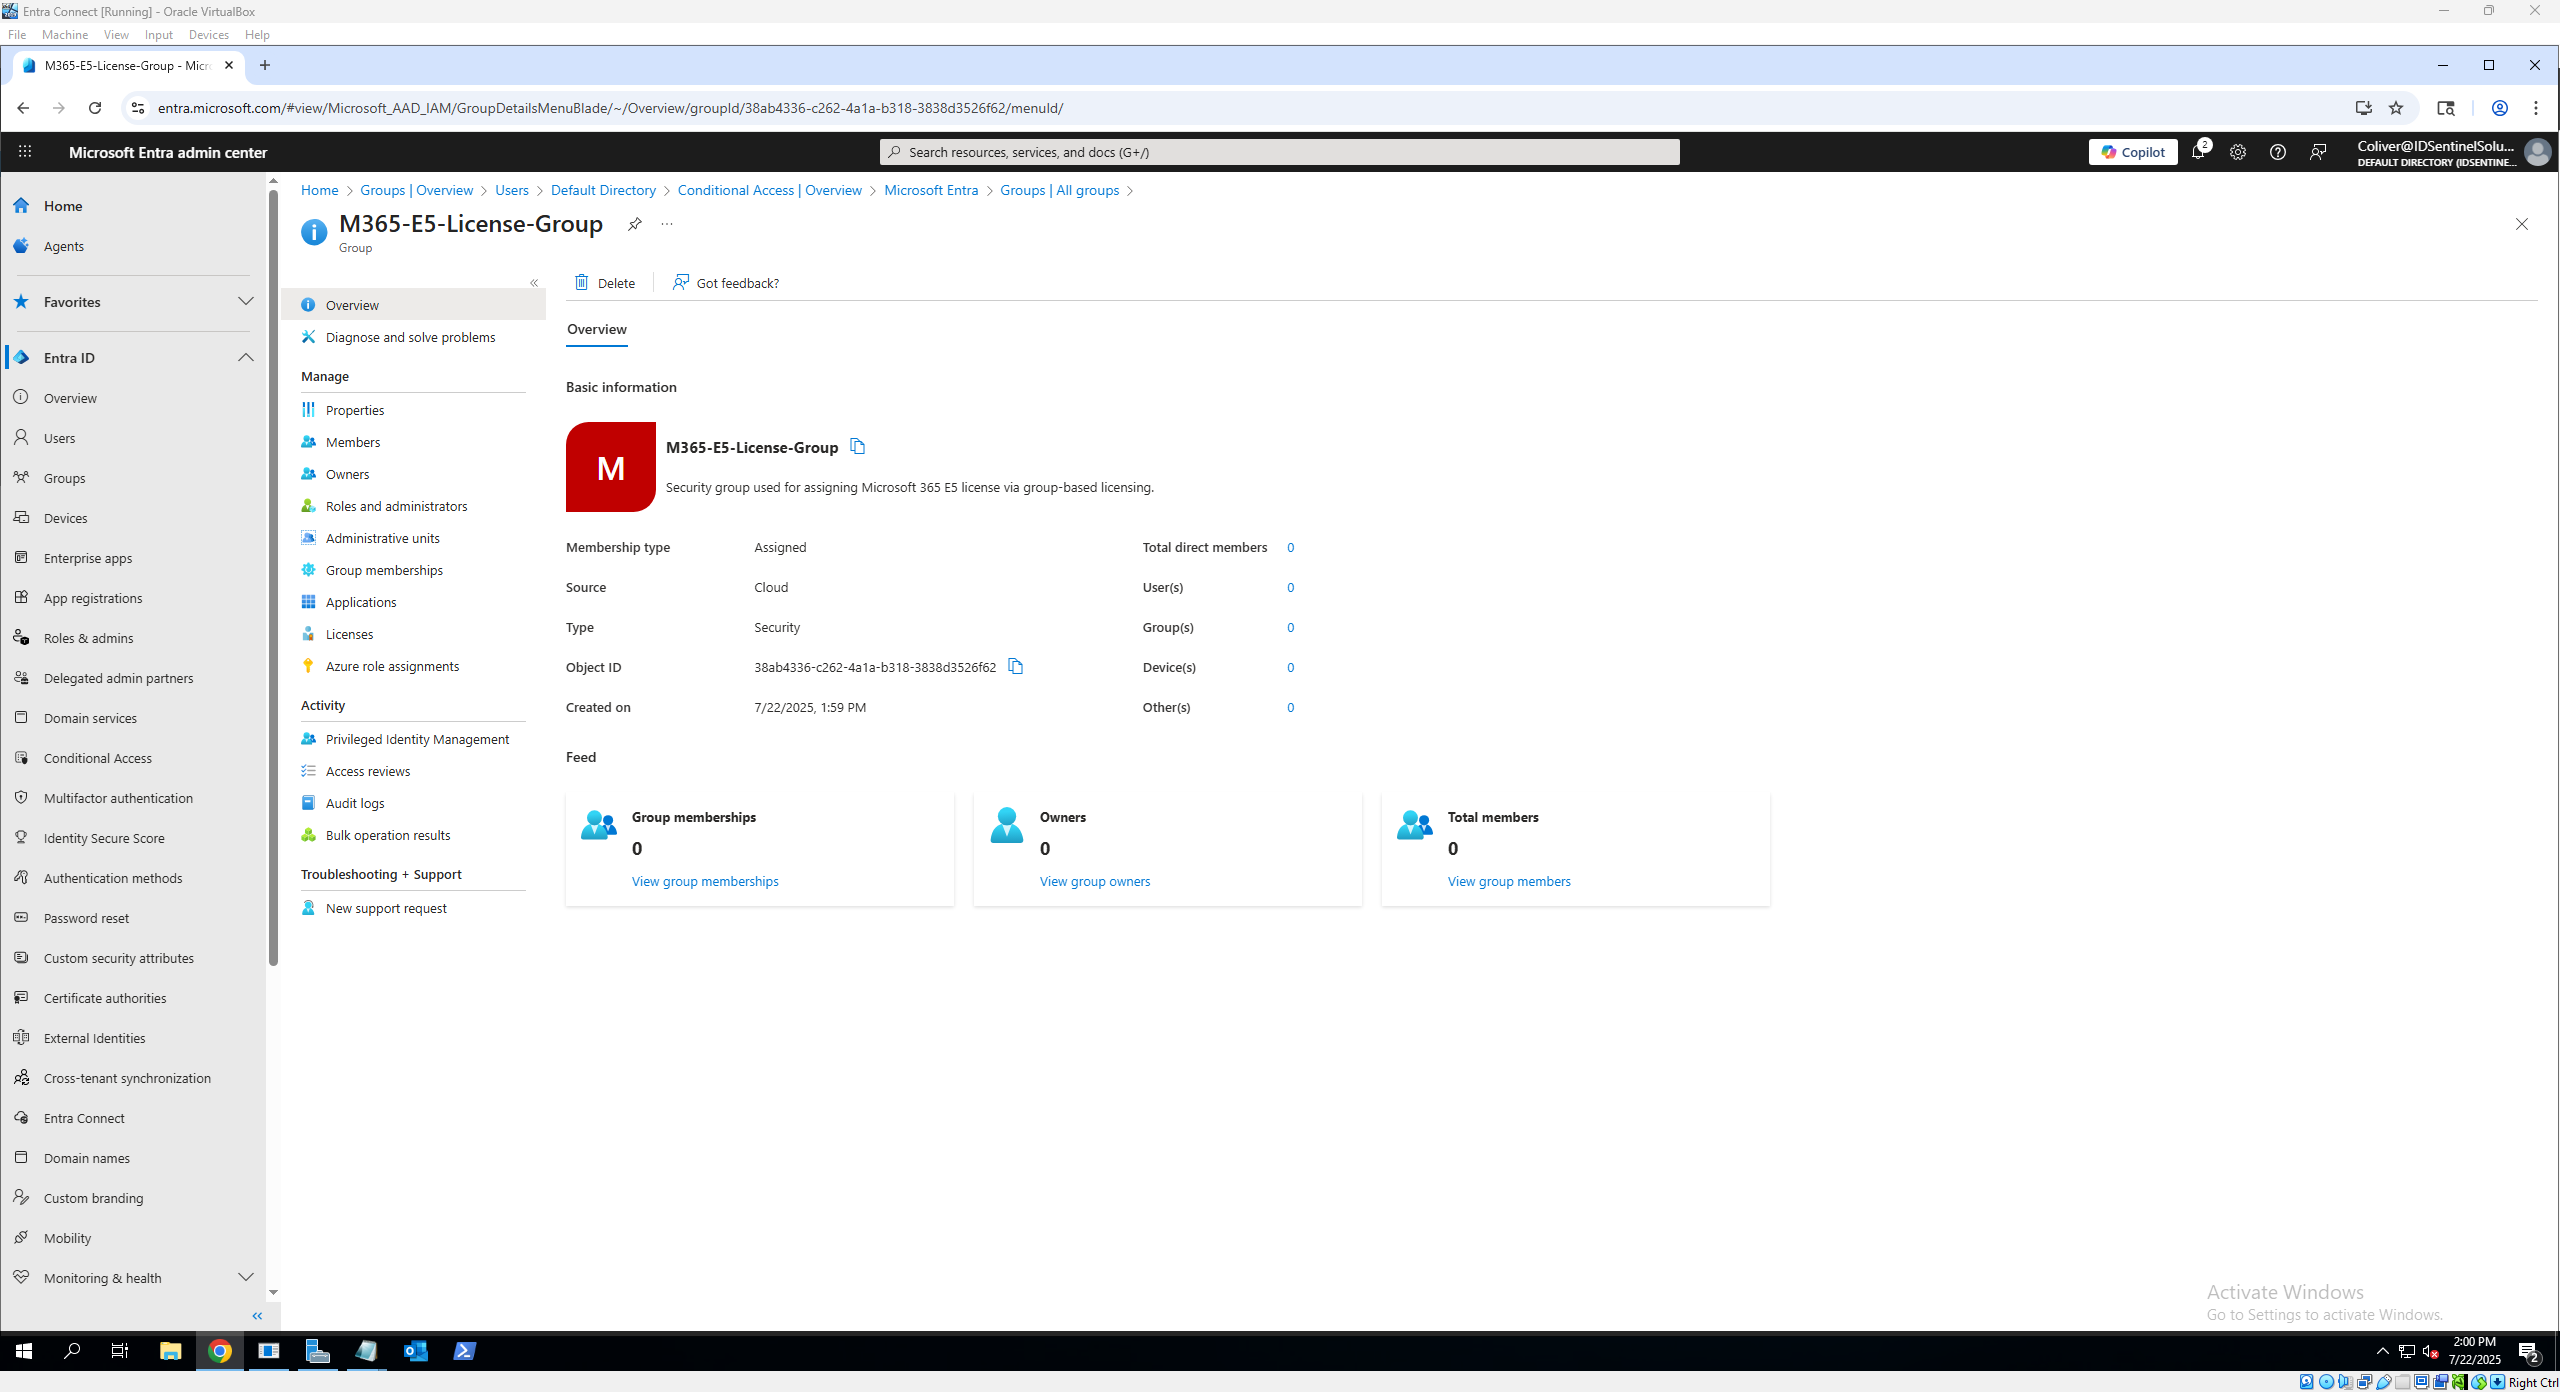 Entra Connect [Running] - Oracle VirtualBox
File Machine View Input Devices Help
M365-E5-License-Group - Micr
entra.microsoft.com/#view/Microsoft_AAD_IAM/GroupDetailsMenuBlade/~/Overview/groupId/38ab4336-c262-4a1a-b318-3838d3526f62/menuId/
Microsoft Entra admin center
Search resources, services, and docs (G+/)
Copilot
2
Coliver@IDSentinelSolu...
DEFAULT DIRECTORY (IDSENTINE...
Home > Groups | Overview > Users > Default Directory > Conditional Access | Overview > Microsoft Entra > Groups | All groups >
M365-E5-License-Group
Group
Home
Agents
Favorites
Entra ID
Overview
Users
Groups
Devices
Enterprise apps
App registrations
Roles & admins
Delegated admin partners
Domain services
Conditional Access
Multifactor authentication
Identity Secure Score
Authentication methods
Password reset
Custom security attributes
Certificate authorities
External Identities
Cross-tenant synchronization
Entra Connect
Domain names
Custom branding
Mobility
Monitoring & health
Overview
Diagnose and solve problems
Manage
Properties
Members
Owners
Roles and administrators
Administrative units
Group memberships
Applications
Licenses
Azure role assignments
Activity
Privileged Identity Management
Access reviews
Audit logs
Bulk operation results
Troubleshooting + Support
New support request
Delete
Got feedback?
Overview
Basic information
M
M365-E5-License-Group
Security group used for assigning Microsoft 365 E5 license via group-based licensing.
Membership type Assigned Total direct members 0
Source Cloud User(s) 0
Type Security Group(s) 0
Object ID 38ab4336-c262-4a1a-b318-3838d3526f62 Device(s) 0
Created on 7/22/2025, 1:59 PM Other(s) 0
Feed
Group memberships
0
View group memberships
Owners
0
View group owners
Total members
0
View group members
Activate Windows
Go to Settings to activate Windows.
2:00 PM
7/22/2025
2
Right Ctrl